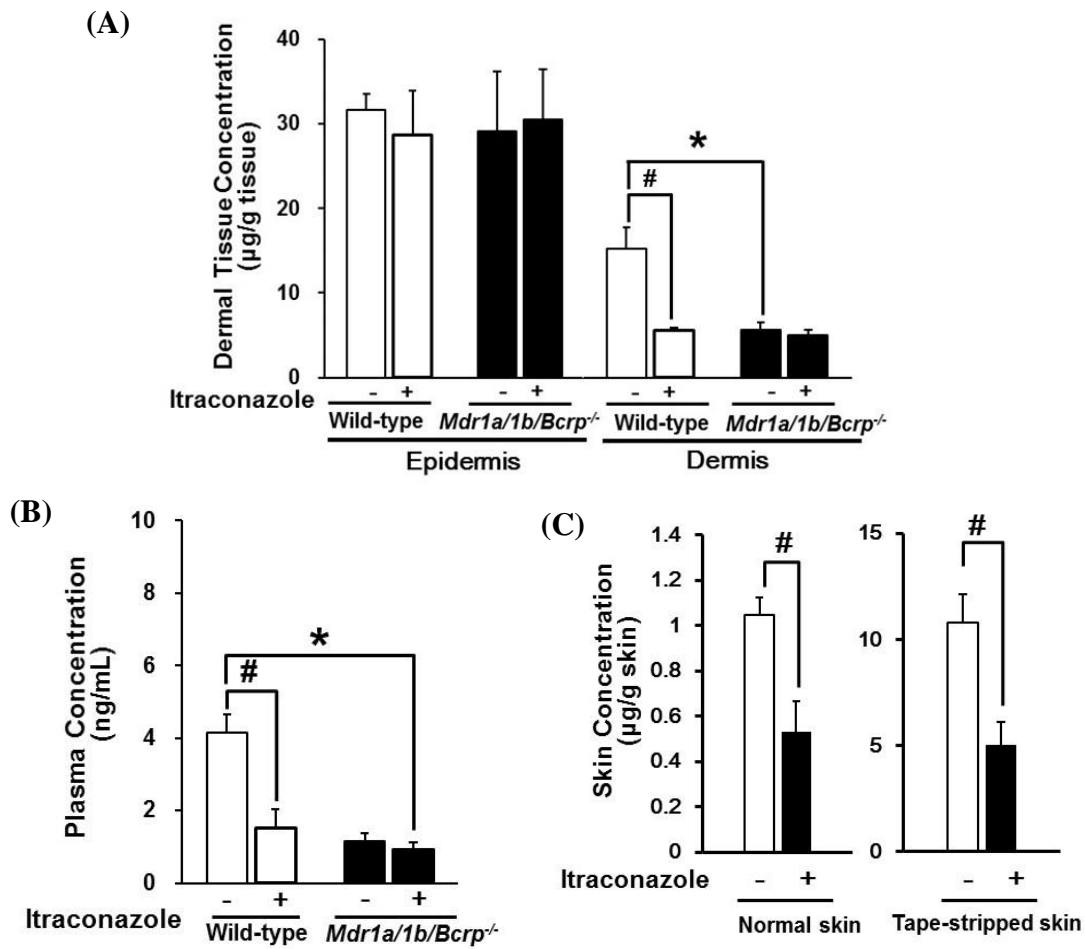 (A)
Dermal Tissue Concentration
(µg/g tissue)
40
30
20
10
0
*
#
Itraconazole - + - + - + - +
Wild-type Mdr1a/1b/Bcrp-/- Wild-type Mdr1a/1b/Bcrp-/-
Epidermis Dermis
(B)
Plasma Concentration
(ng/mL)
10
8
6
4
2
0
*
#
Itraconazole - + - +
Wild-type Mdr1a/1b/Bcrp-/-
(C)
Skin Concentration
(µg/g skin)
1.4
1.2
1
0.8
0.6
0.4
0.2
0
#
15
10
5
0
#
Itraconazole - + - +
Normal skin Tape-stripped skin